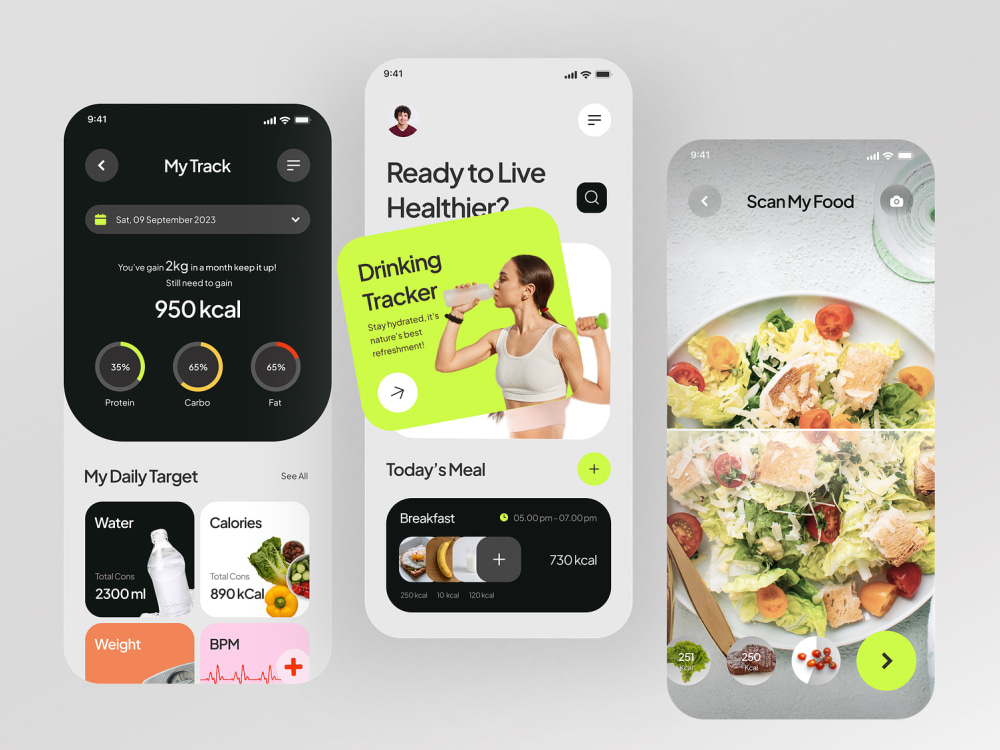 9:41
My Track
Sat, 09 September 2023
You've gain 2kg in a month keep it up!
Still need to gain
950 kcal
35%
65%
65%
Protein
Carbo
Fat
My Daily Target
See All
Water
Total Cons
2300 ml
Calories
Total Cons
890 kCal
Weight
BPM
9:41
Ready to Live
Healthier?
Drinking
Tracker
Stay hydrated, it's
nature's best
refreshment!
Today's Meal
Breakfast
05.00 pm - 07.00 pm
730 kcal
250 kcal
10 kcal
120 kcal
9:41
Scan My Food
251
Kcal
250
Kcal